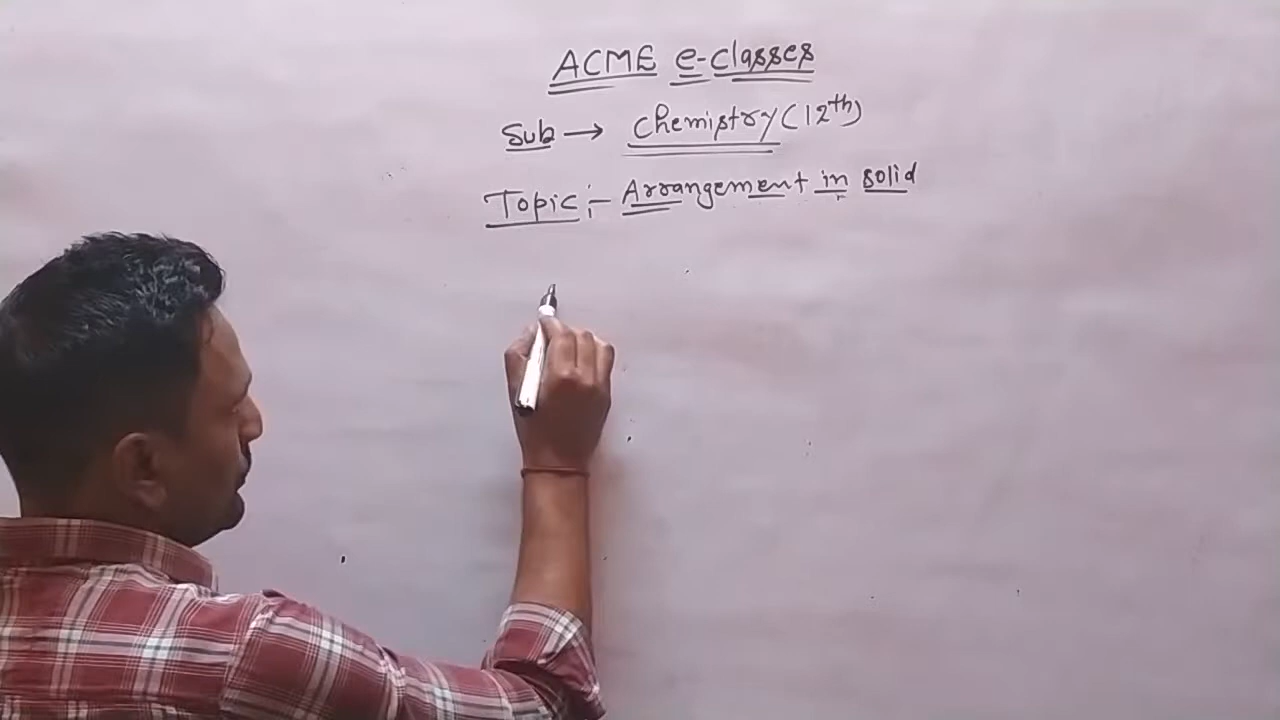 ACME e-classes
Sub → Chemistry (12th)
Topic :- Arrangement in solid